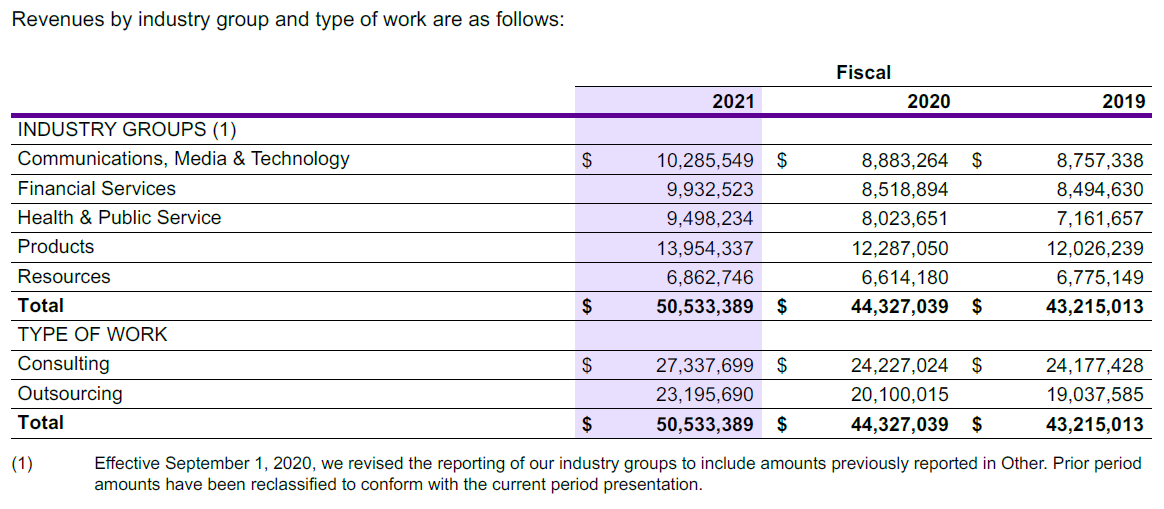 Revenues by industry group and type of work are as follows:
Fiscal
2021 2020 2019
INDUSTRY GROUPS (1)
Communications, Media & Technology $ 10,285,549 $ 8,883,264 $ 8,757,338
Financial Services 9,932,523 8,518,894 8,494,630
Health & Public Service 9,498,234 8,023,651 7,161,657
Products 13,954,337 12,287,050 12,026,239
Resources 6,862,746 6,614,180 6,775,149
Total $ 50,533,389 $ 44,327,039 $ 43,215,013
TYPE OF WORK
Consulting $ 27,337,699 $ 24,227,024 $ 24,177,428
Outsourcing 23,195,690 20,100,015 19,037,585
Total $ 50,533,389 $ 44,327,039 $ 43,215,013
(1) Effective September 1, 2020, we revised the reporting of our industry groups to include amounts previously reported in Other. Prior period
amounts have been reclassified to conform with the current period presentation.